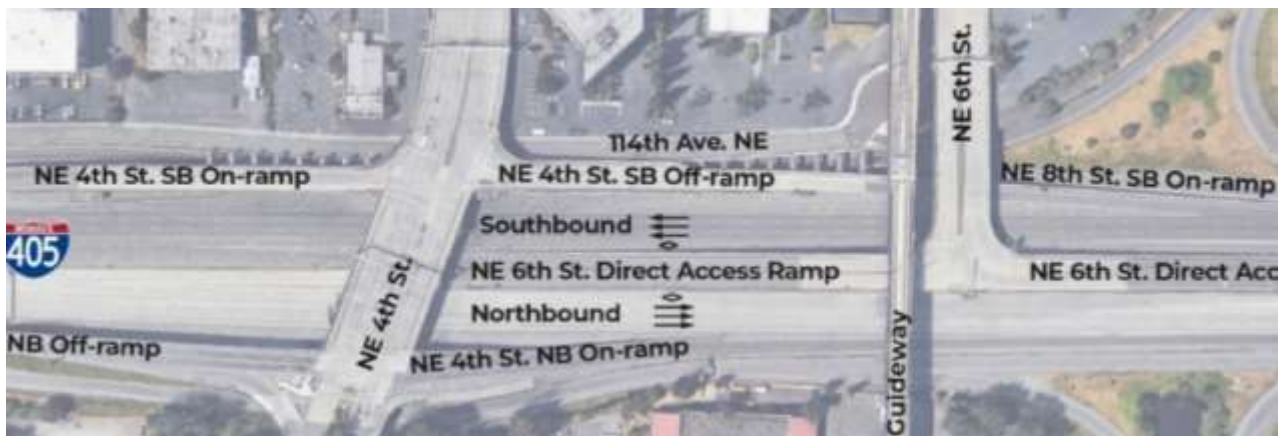 NE 6th St.
114th Ave. NE
NE 4th St. SB On-ramp
NE 4th St. SB Off-ramp
NE 8th St. SB On-ramp
Southbound
405
NE 6th St. Direct Access Ramp
NE 6th St. Direct Acc
NE 4th St.
Northbound
Guideway
NB Off-ramp
NE 4th St. NB On-ramp